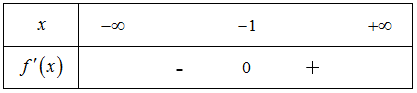 x −∞ −1 +∞
f′(x) - 0 +